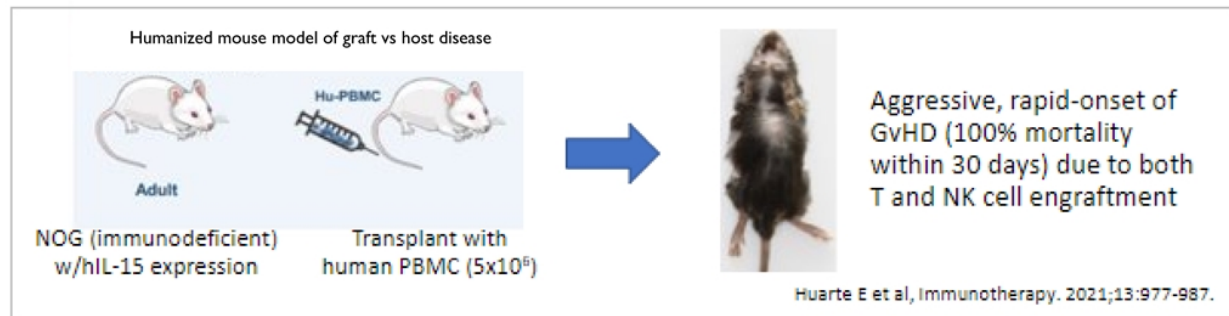 Humanized mouse model of graft vs host disease
Hu-PBMC
Adult
NOG (immunodeficient)
w/hIL-15 expression
Transplant with
human PBMC (5x10⁶)
Aggressive, rapid-onset of
GvHD (100% mortality
within 30 days) due to both
T and NK cell engraftment
Huarte E et al, Immunotherapy. 2021;13:977-987.